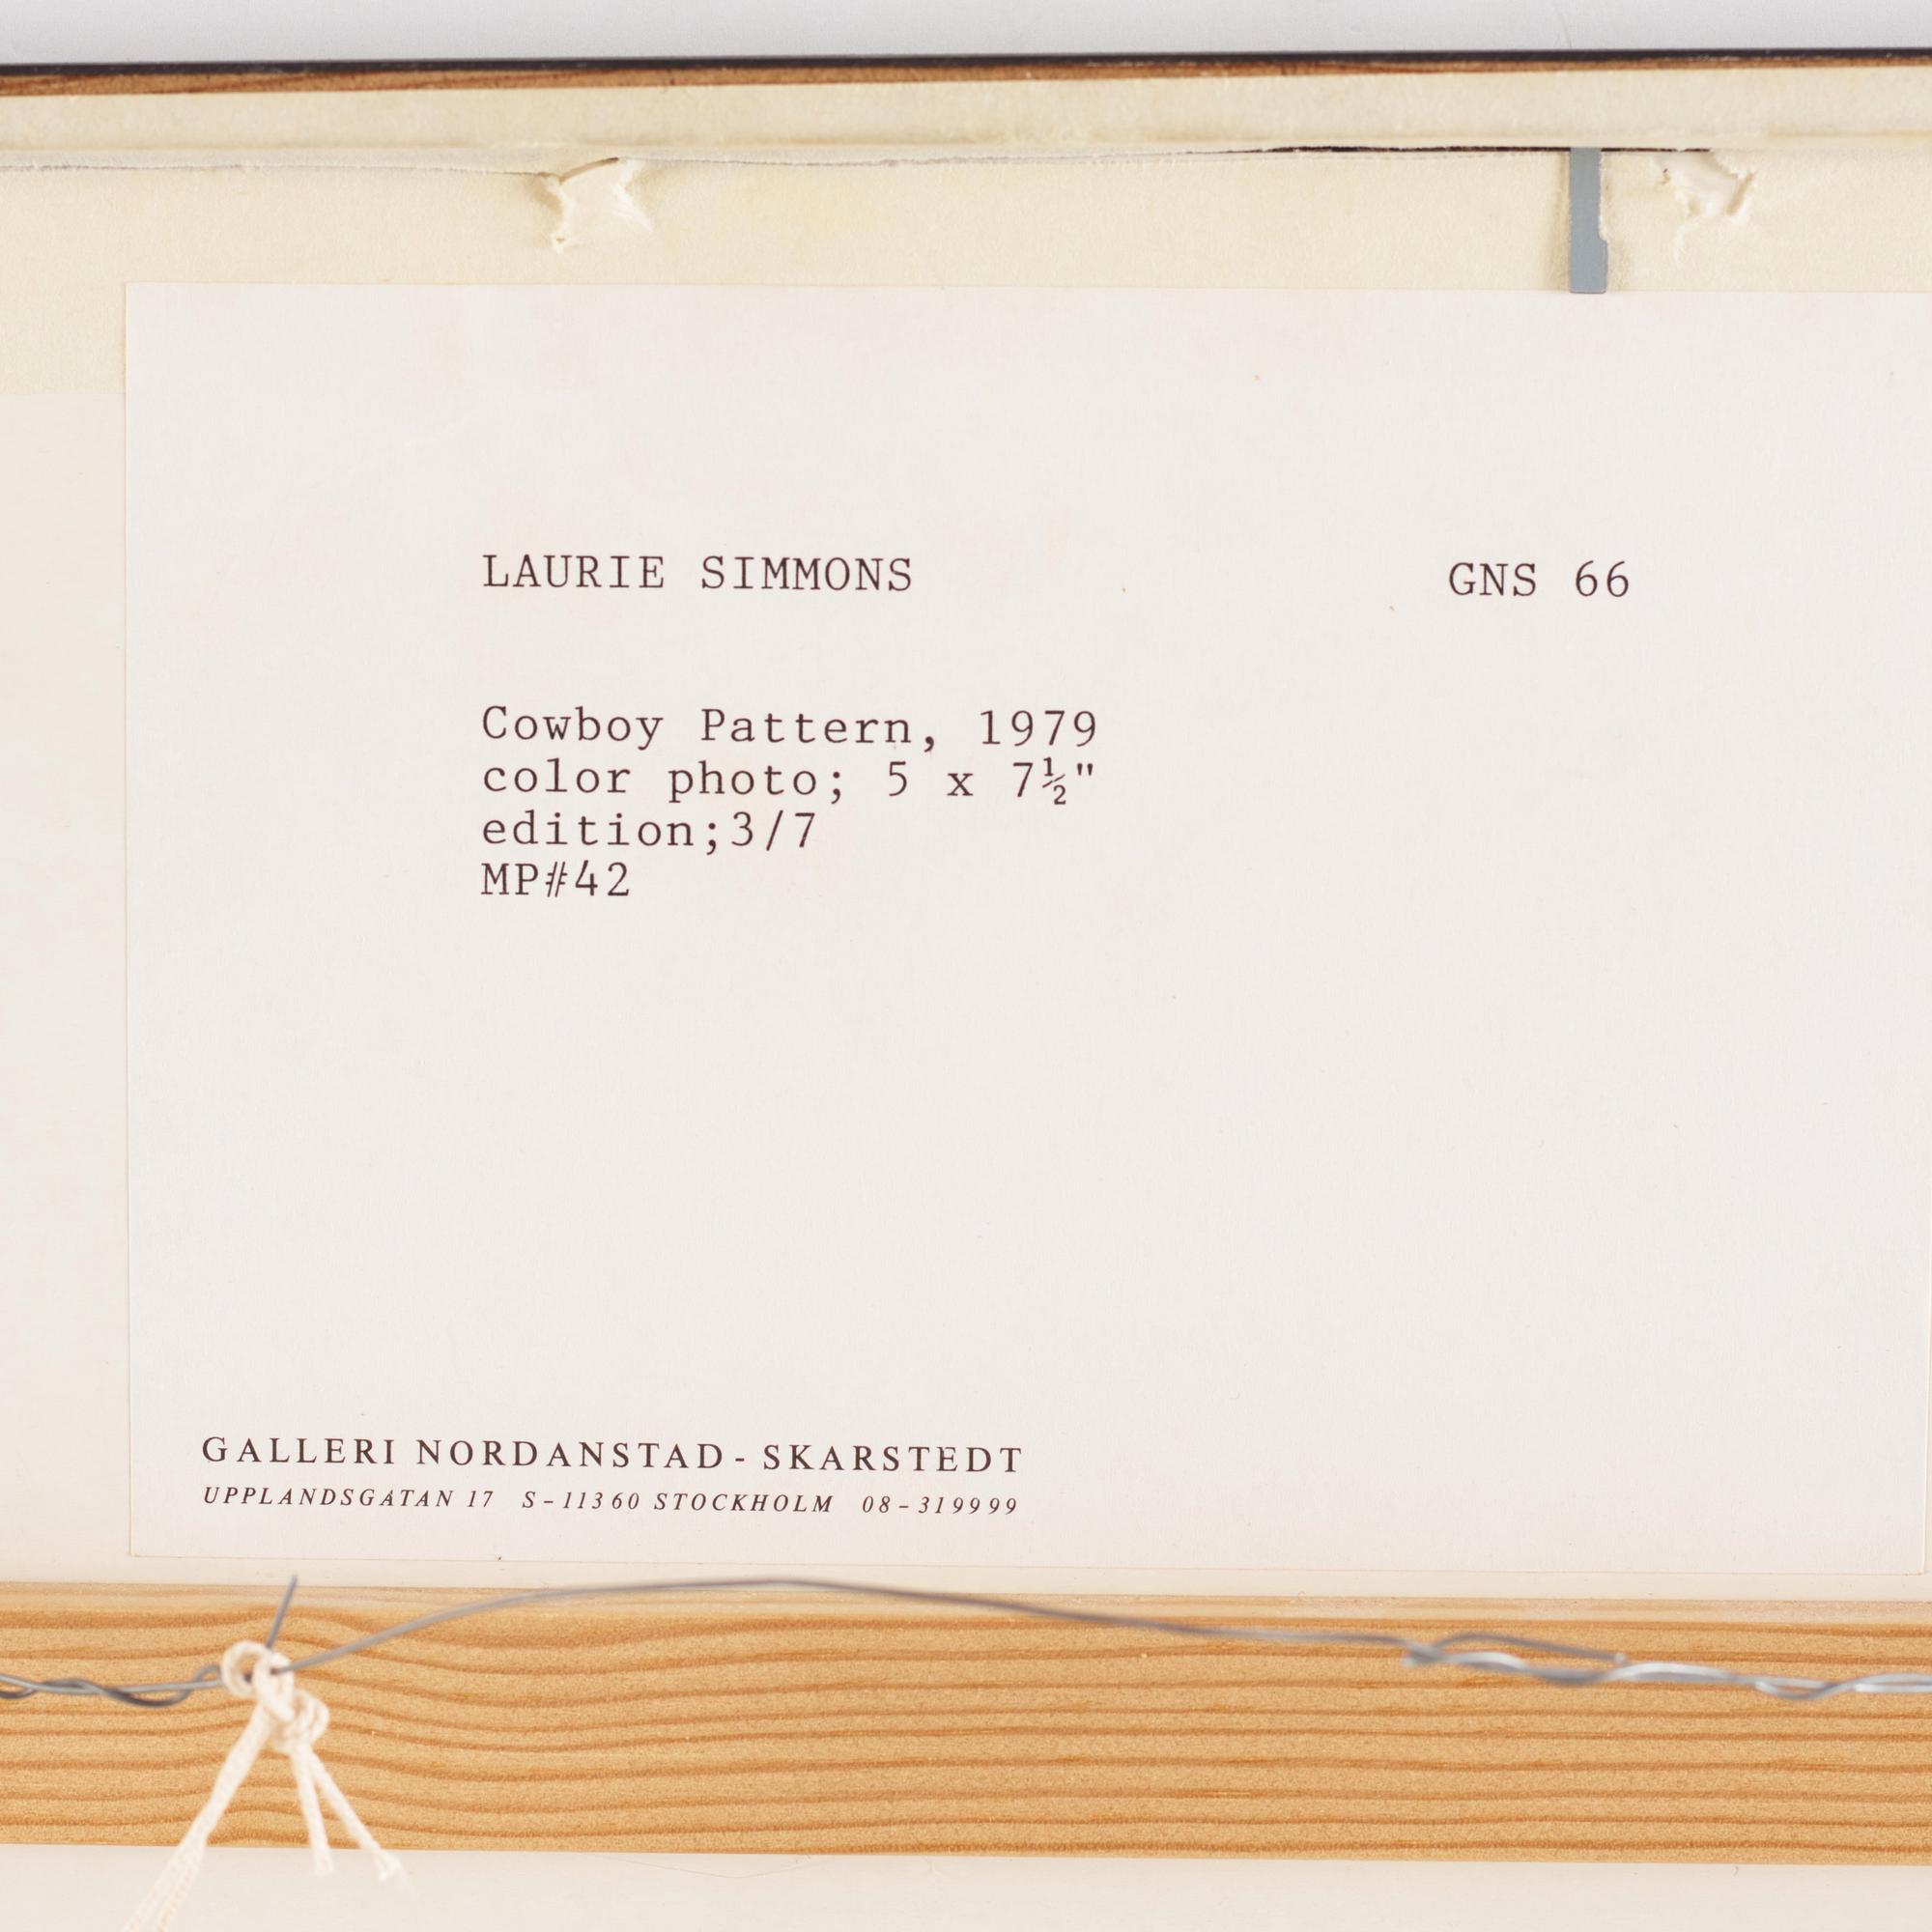 LAURIE SIMMONS GNS 66
Cowboy Pattern, 1979
color photo; 5 x 7½"
edition;3/7
MP#42
GALLERI NORDANSTAD-SKARSTEDT
UPPLANDSGATAN 17 S-11360 STOCKHOLM 08-319999